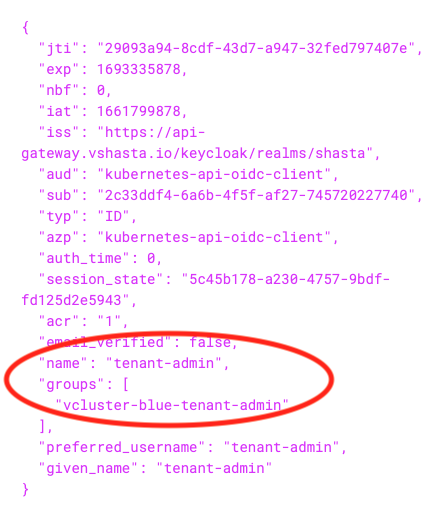 {
"jti": "29093a94-8cdf-43d7-a947-32fed797407e",
"exp": 1693335878,
"nbf": 0,
"iat": 1661799878,
"iss": "https://api-
gateway.vshasta.io/keycloak/realms/shasta",
"aud": "kubernetes-api-oidc-client",
"sub": "2c33ddf4-6a6b-4f5f-af27-745720227740",
"typ": "ID",
"azp": "kubernetes-api-oidc-client",
"auth_time": 0,
"session_state": "5c45b178-a230-4757-9bdf-
fd125d2e5943",
"acr": "1",
"email_verified": false,
"name": "tenant-admin",
"groups": [
"vcluster-blue-tenant-admin"
],
"preferred_username": "tenant-admin",
"given_name": "tenant-admin"
}